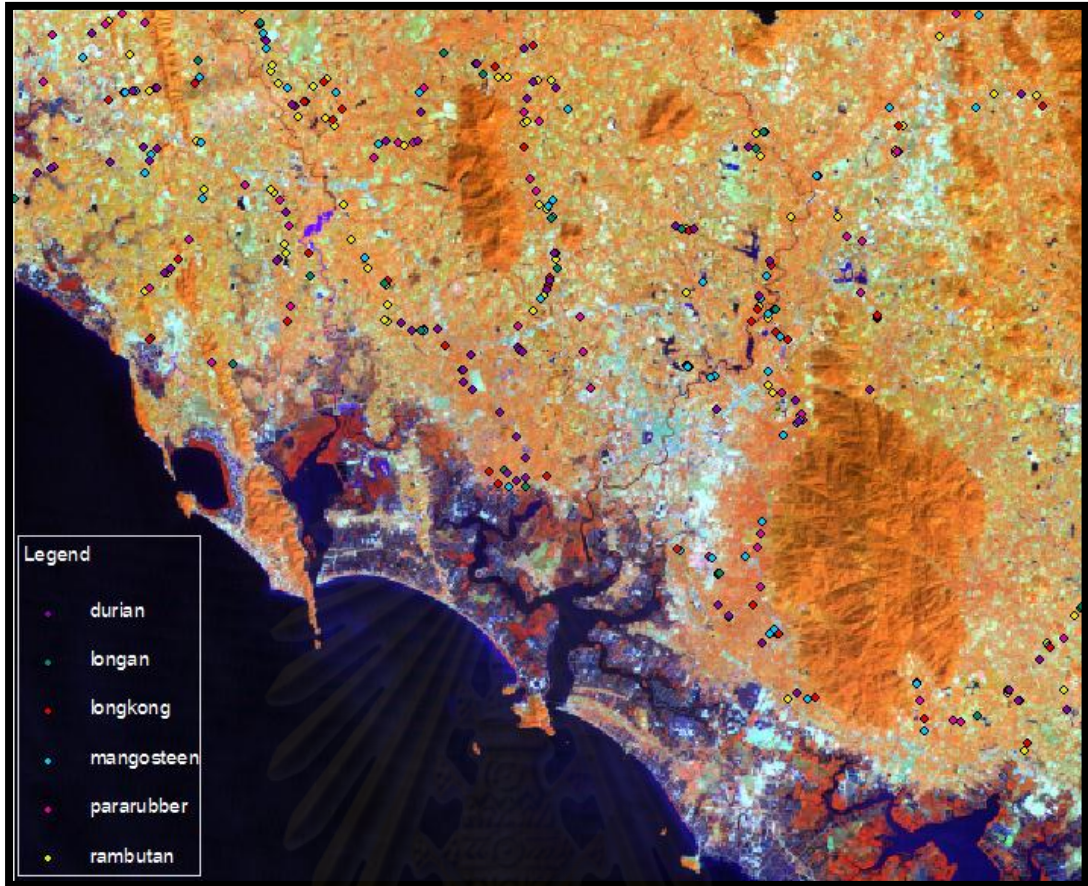 Legend
durian
longan
longkong
mangosteen
pararubber
rambutan